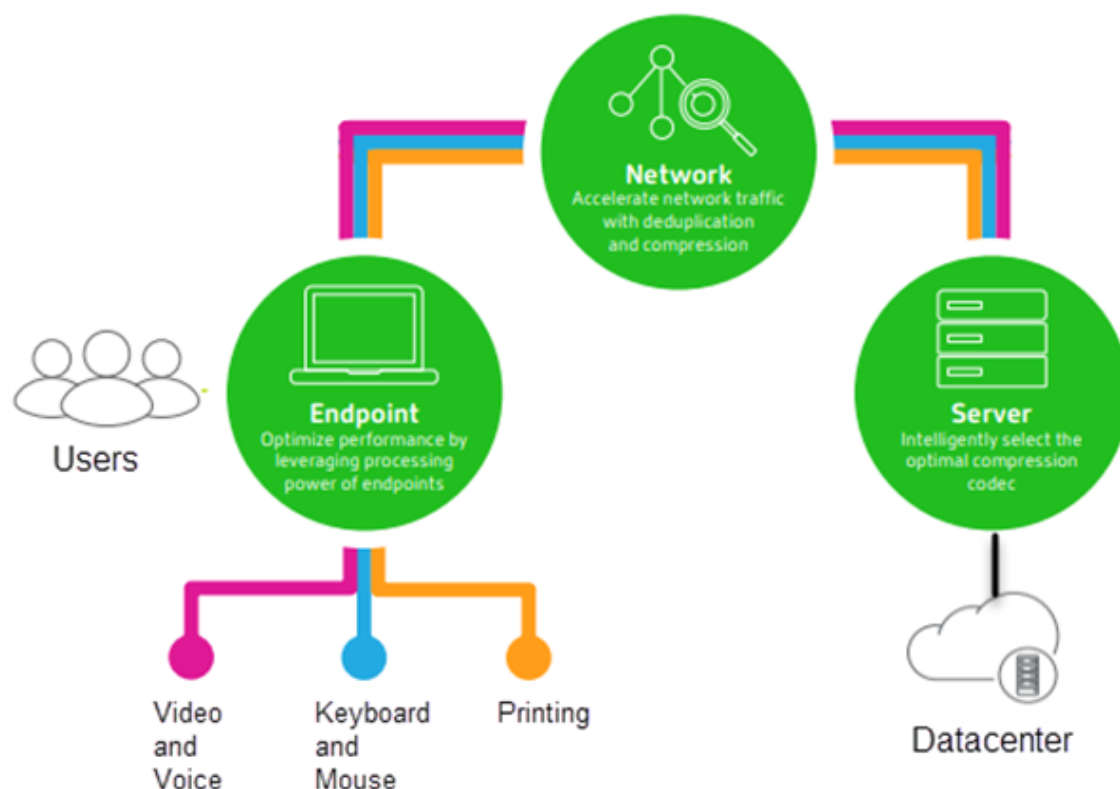 Network
Accelerate network traffic
with deduplication
and compression
Endpoint
Optimize performance by
leveraging processing
power of endpoints
Server
Intelligently select the
optimal compression
codec
Users
Video
and
Voice
Keyboard
and
Mouse
Printing
Datacenter